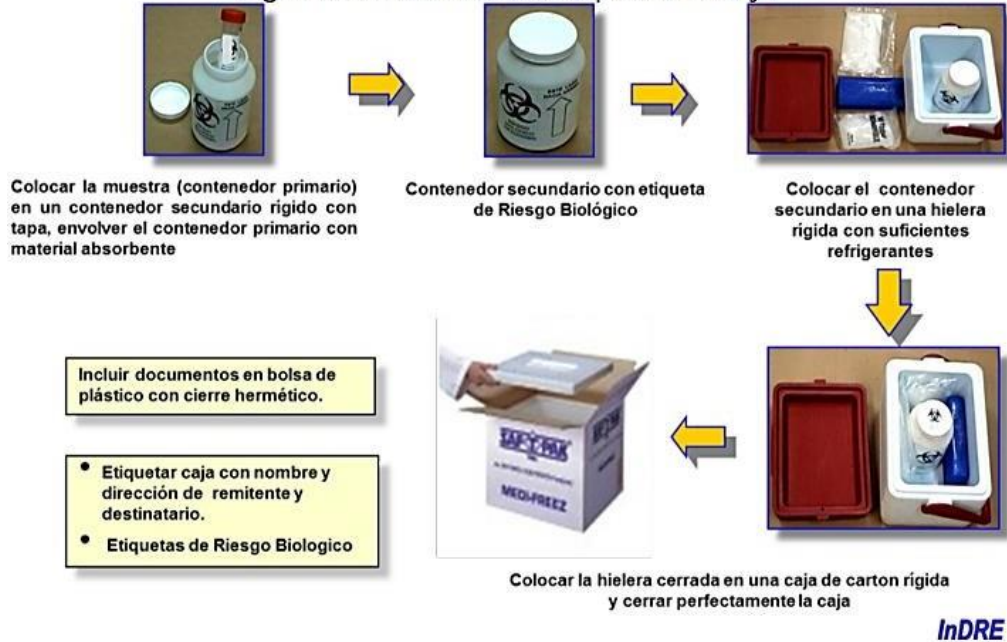 Colocar la muestra (contenedor primario)
en un contenedor secundario rigido con
tapa, envolver el contenedor primario con
material absorbente
Contenedor secundario con etiqueta
de Riesgo Biológico
Colocar el contenedor
secundario en una hielera
rigida con suficientes
refrigerantes
Incluir documentos en bolsa de
plástico con cierre hermético.
• Etiquetar caja con nombre y
dirección de remitente y
destinatario.
• Etiquetas de Riesgo Biologico
SAF-T-PAK
MEDI-FREEZ
Colocar la hielera cerrada en una caja de carton rígida
y cerrar perfectamente la caja
InDRE